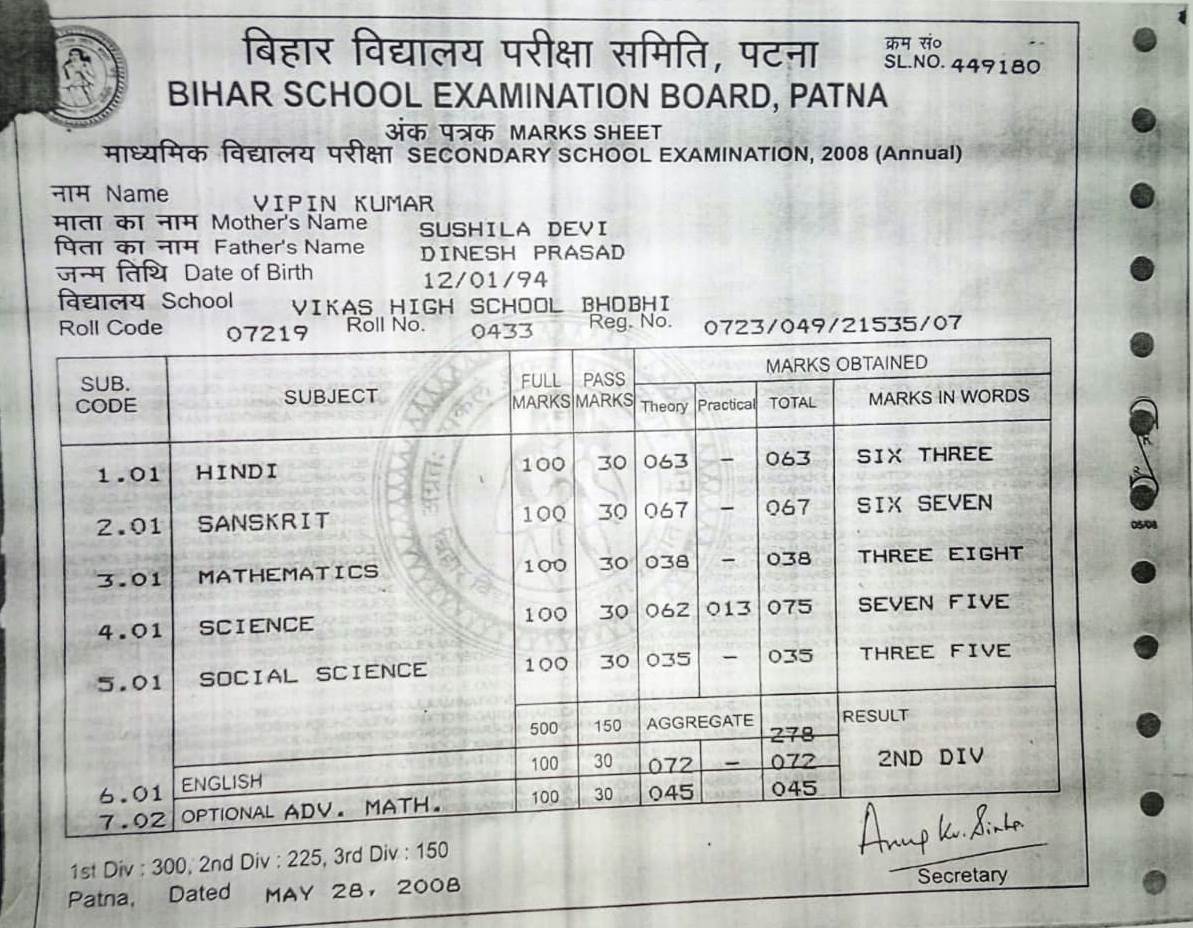 बिहार विद्यालय परीक्षा समिति, पटना
क्रम सं०
SL.NO. 449180
BIHAR SCHOOL EXAMINATION BOARD, PATNA
अंक पत्रक MARKS SHEET
माध्यमिक विद्यालय परीक्षा SECONDARY SCHOOL EXAMINATION, 2008 (Annual)
नाम Name VIPIN KUMAR
माता का नाम Mother's Name SUSHILA DEVI
पिता का नाम Father's Name DINESH PRASAD
जन्म तिथि Date of Birth 12/01/94
विद्यालय School VIKAS HIGH SCHOOL BHOBHI
Roll Code 07219 Roll No. 0433 Reg. No. 0723/049/21535/07
SUB. CODE SUBJECT FULL MARKS PASS MARKS MARKS OBTAINED
Theory Practical TOTAL MARKS IN WORDS
1.01 HINDI 100 30 063 - 063 SIX THREE
2.01 SANSKRIT 100 30 067 - 067 SIX SEVEN
3.01 MATHEMATICS 100 30 038 - 038 THREE EIGHT
4.01 SCIENCE 100 30 062 013 075 SEVEN FIVE
5.01 SOCIAL SCIENCE 100 30 035 - 035 THREE FIVE
500 150 AGGREGATE 278 RESULT
6.01 ENGLISH 100 30 072 - 072 2ND DIV
7.02 OPTIONAL ADV. MATH. 100 30 045 045
1st Div : 300, 2nd Div : 225, 3rd Div : 150
Patna, Dated MAY 28, 2008
Anup Kr. Sinha
Secretary
05/08